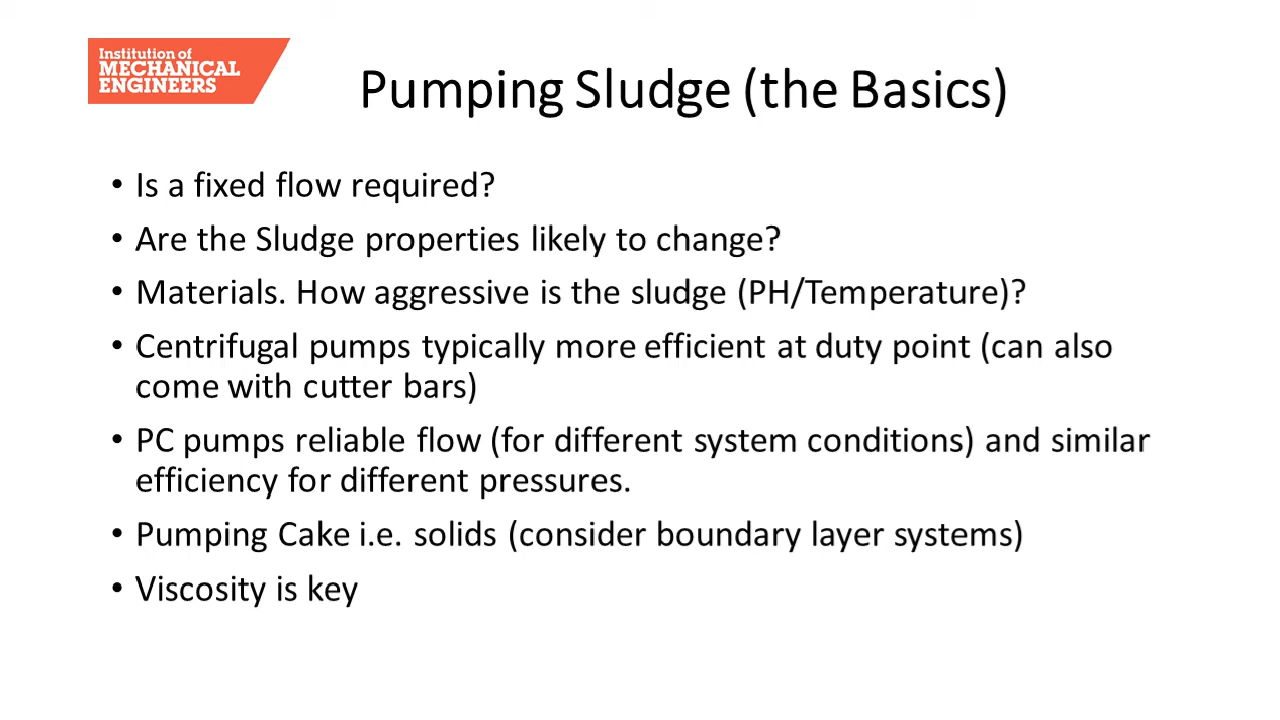 Institution of
MECHANICAL
ENGINEERS
Pumping Sludge (the Basics)
• Is a fixed flow required?
• Are the Sludge properties likely to change?
• Materials. How aggressive is the sludge (PH/Temperature)?
• Centrifugal pumps typically more efficient at duty point (can also
come with cutter bars)
• PC pumps reliable flow (for different system conditions) and similar
efficiency for different pressures.
• Pumping Cake i.e. solids (consider boundary layer systems)
• Viscosity is key